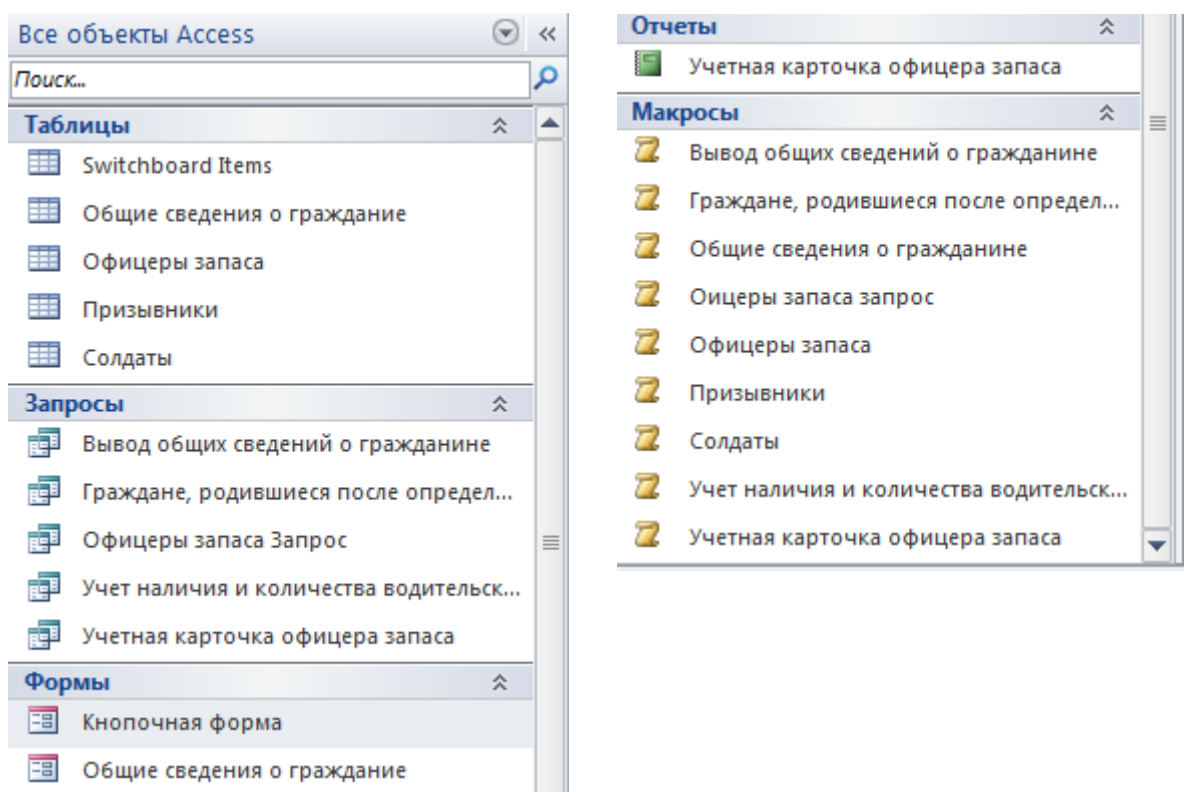 Все объекты Access
Поиск...
Таблицы
Switchboard Items
Общие сведения о граждание
Офицеры запаса
Призывники
Солдаты
Запросы
Вывод общих сведений о гражданине
Граждане, родившиеся после определ...
Офицеры запаса Запрос
Учет наличия и количества водительск...
Учетная карточка офицера запаса
Формы
Кнопочная форма
Общие сведения о граждание
Отчеты
Учетная карточка офицера запаса
Макросы
Вывод общих сведений о гражданине
Граждане, родившиеся после определ...
Общие сведения о гражданине
Оицеры запаса запрос
Офицеры запаса
Призывники
Солдаты
Учет наличия и количества водительск...
Учетная карточка офицера запаса